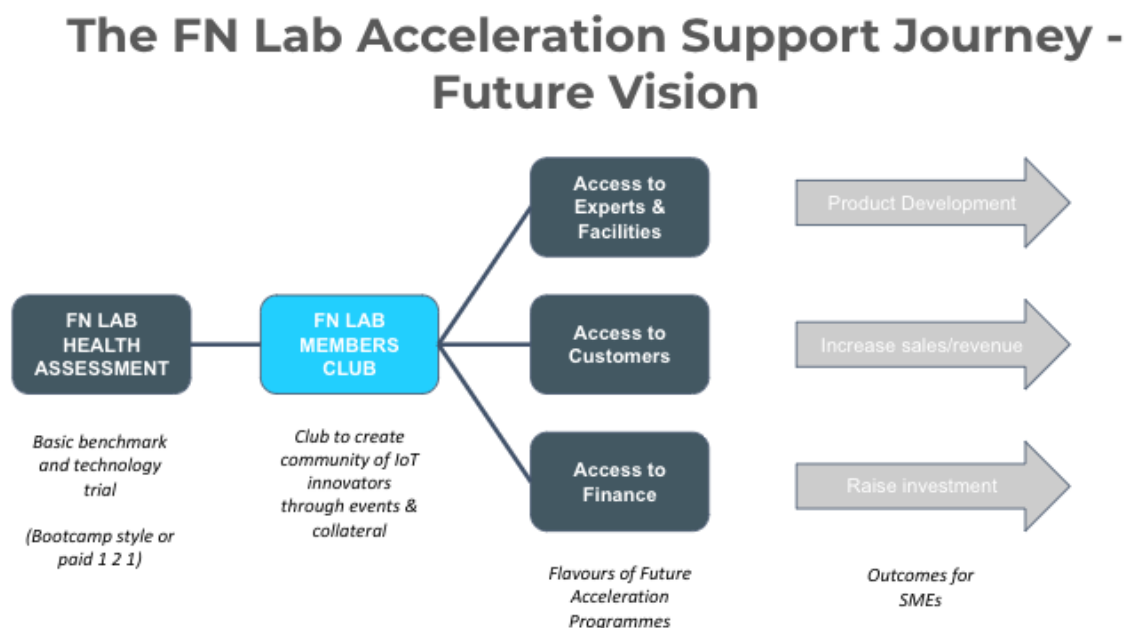 The FN Lab Acceleration Support Journey -
Future Vision
FN LAB
HEALTH
ASSESSMENT
Basic benchmark
and technology
trial
(Bootcamp style or
paid 1 2 1)
FN LAB
MEMBERS
CLUB
Club to create
community of IoT
innovators
through events &
collateral
Access to
Experts &
Facilities
Access to
Customers
Access to
Finance
Flavours of Future
Acceleration
Programmes
Product Development
Increase sales/revenue
Raise investment
Outcomes for
SMEs